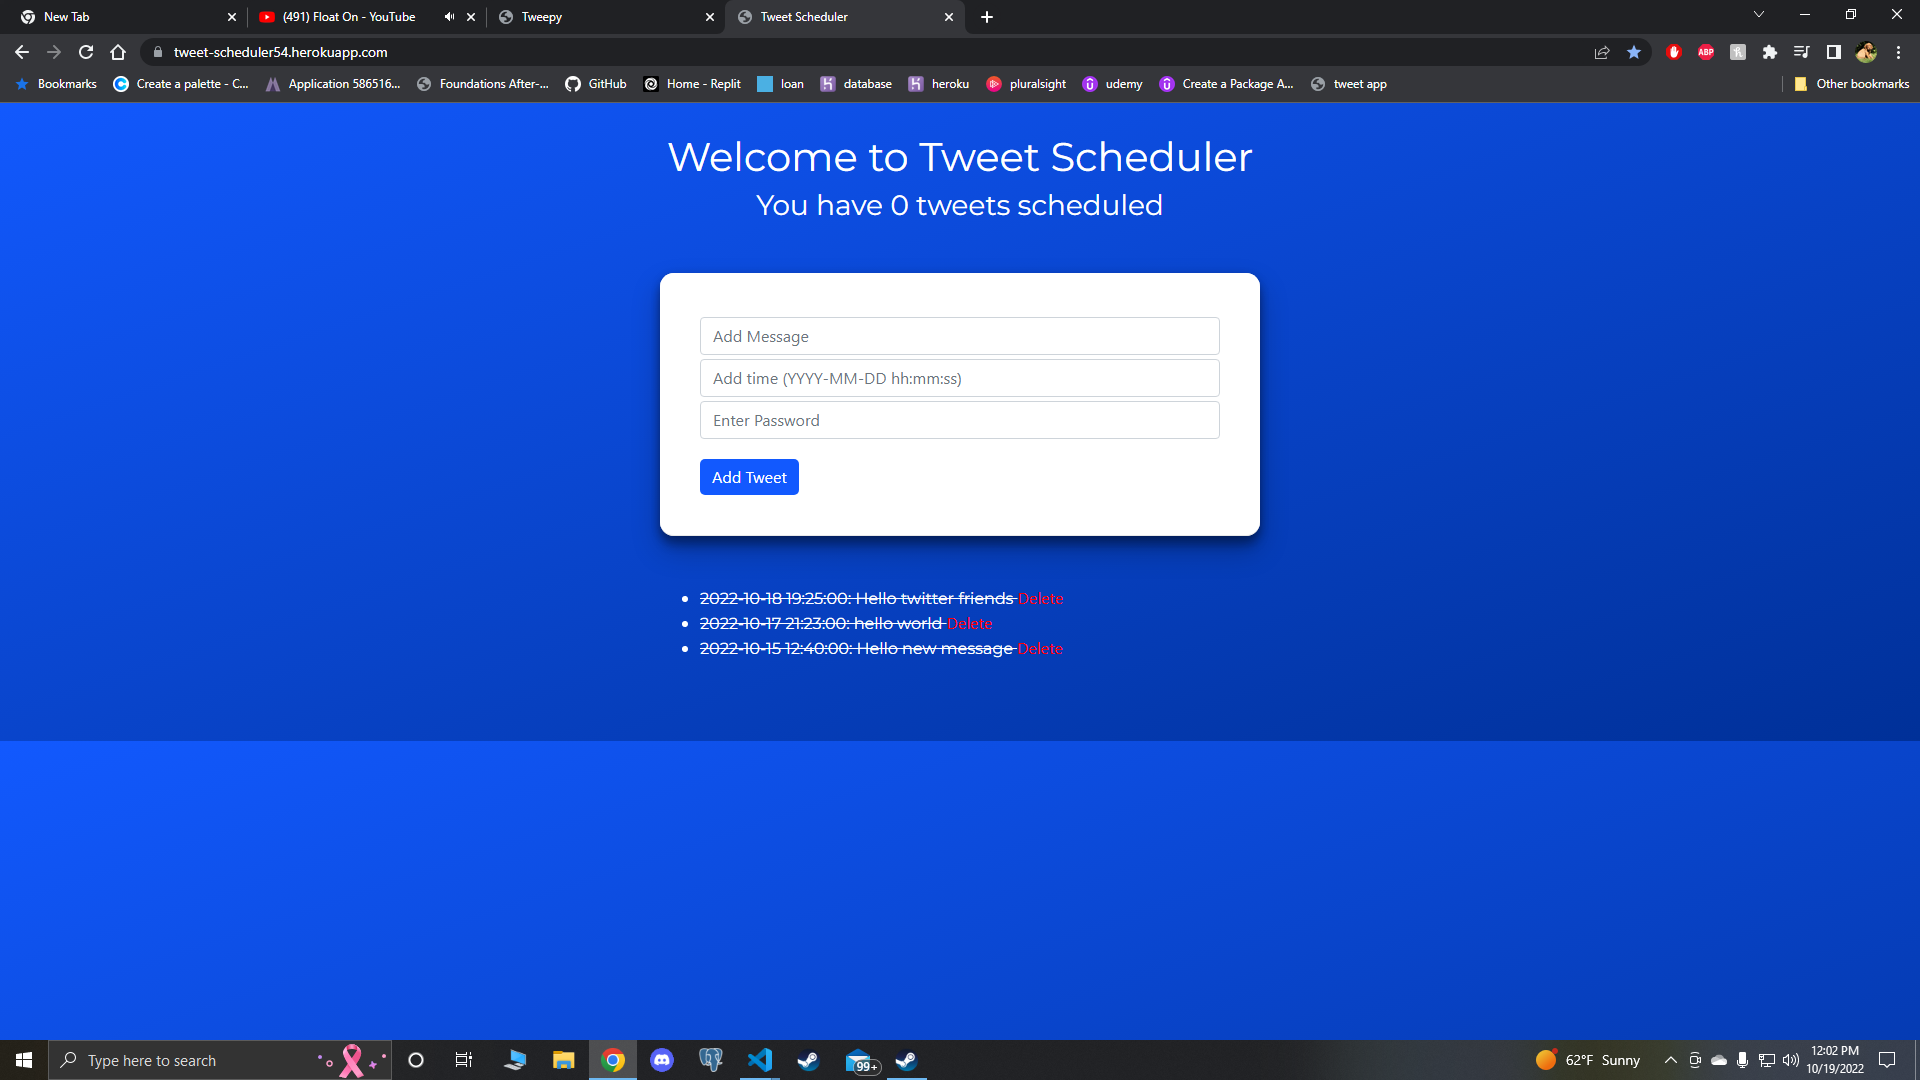 New Tab
(491) Float On - YouTube
Tweepy
Tweet Scheduler
tweet-scheduler54.herokuapp.com
ABP
Bookmarks
Create a palette - C...
Application 586516...
Foundations After-...
GitHub
Home - Replit
loan
database
heroku
pluralsight
udemy
Create a Package A...
tweet app
Other bookmarks
Welcome to Tweet Scheduler
You have 0 tweets scheduled
Add Message
Add time (YYYY-MM-DD hh:mm:ss)
Enter Password
Add Tweet
2022-10-18 19:25:00: Hello twitter friends Delete
2022-10-17 21:23:00: hello world Delete
2022-10-15 12:40:00: Hello new message Delete
Type here to search
99+
62°F Sunny
12:02 PM
10/19/2022